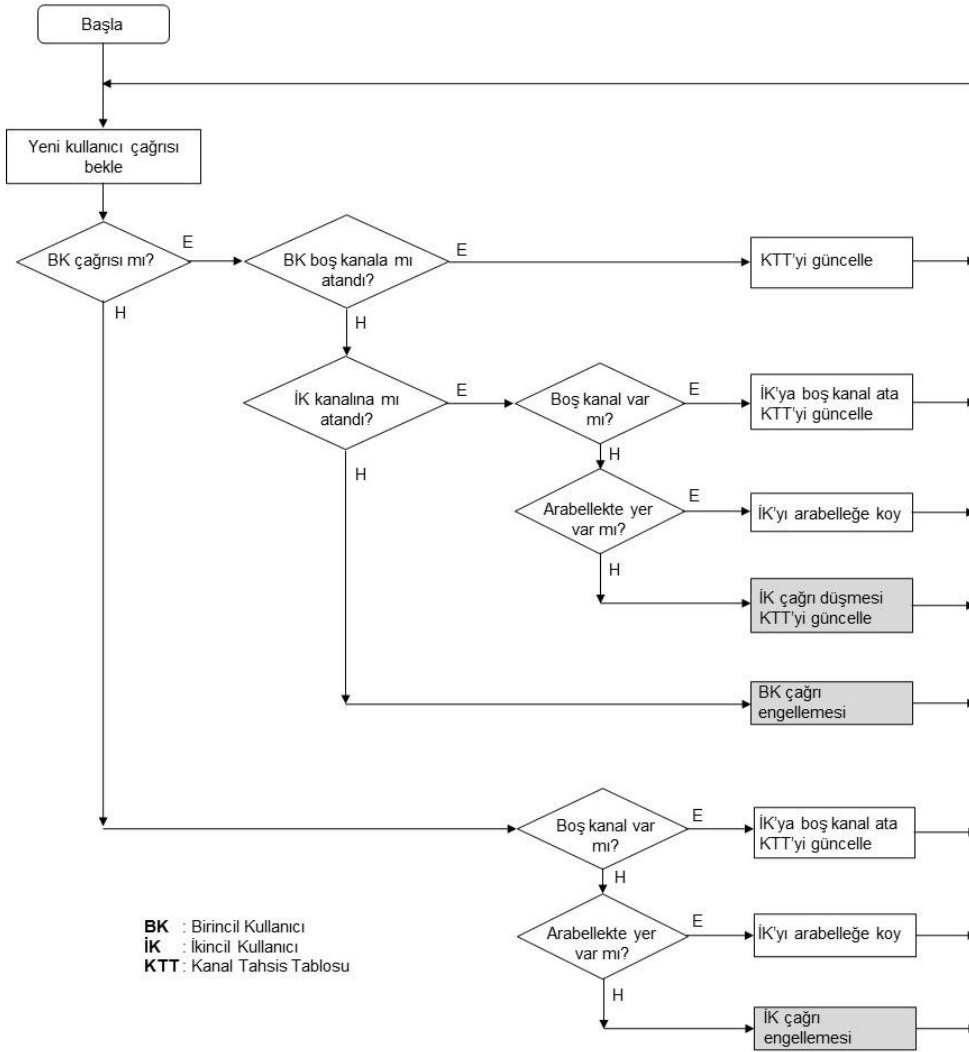 Başla
Yeni kullanıcı çağrısı
bekle
BK çağrısı mı?
E
H
BK boş kanala mı
atandı?
E
H
KTT'yi güncelle
İK kanalına mı
atandı?
E
H
Boş kanal var
mı?
E
H
İK'ya boş kanal ata
KTT'yi güncelle
Arabellekte yer
var mı?
E
H
İK'yı arabelleğe koy
İK çağrı düşmesi
KTT'yi güncelle
BK çağrı
engellemesi
Boş kanal var
mı?
E
H
İK'ya boş kanal ata
KTT'yi güncelle
Arabellekte yer
var mı?
E
H
İK'yı arabelleğe koy
İK çağrı
engellemesi
BK : Birincil Kullanıcı
İK : İkincil Kullanıcı
KTT : Kanal Tahsis Tablosu